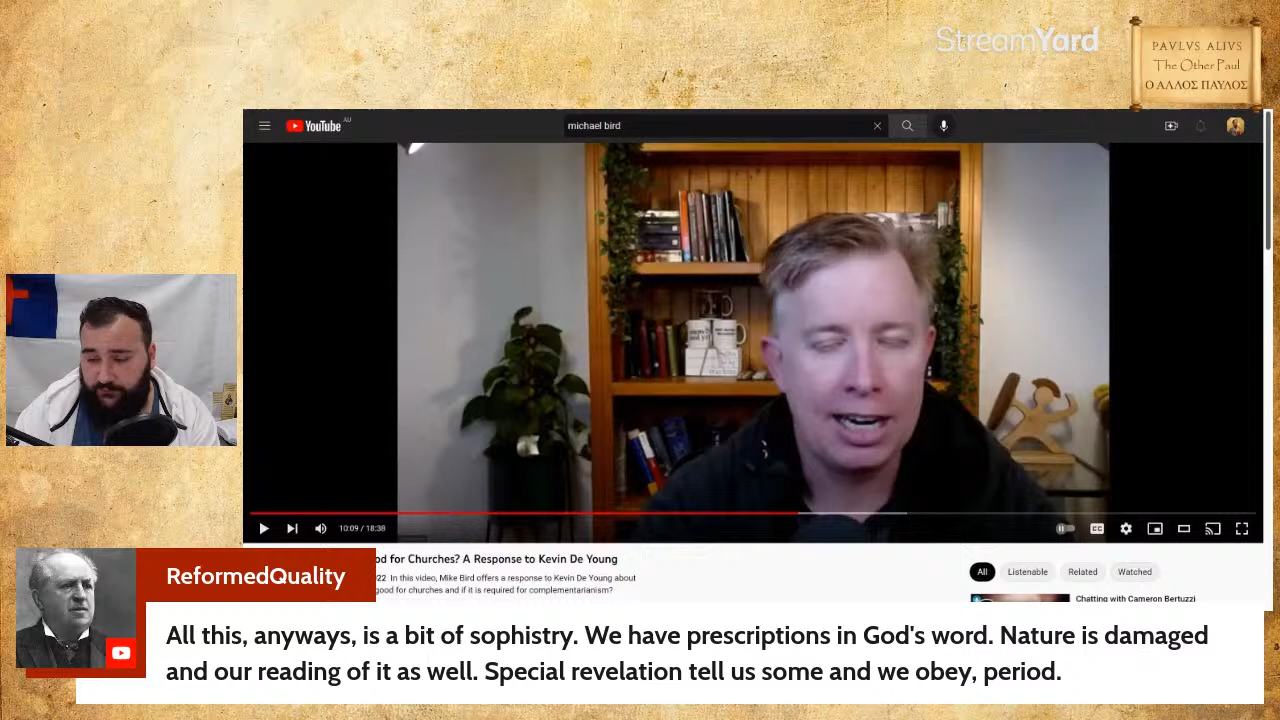 StreamYard
PAVLVS ALIVS
The Other Paul
Ο ΑΛΛΟΣ ΠΑΥΛΟΣ
YouTube AU
michael bird
10:09 / 18:38
CC
od for Churches? A Response to Kevin De Young
022 In this video, Mike Bird offers a response to Kevin De Young about
good for churches and if it is required for complementarianism?
All
Listenable
Related
Watched
Chatting with Cameron Bertuzzi
ReformedQuality
All this, anyways, is a bit of sophistry. We have prescriptions in God's word. Nature is damaged
and our reading of it as well. Special revelation tell us some and we obey, period.